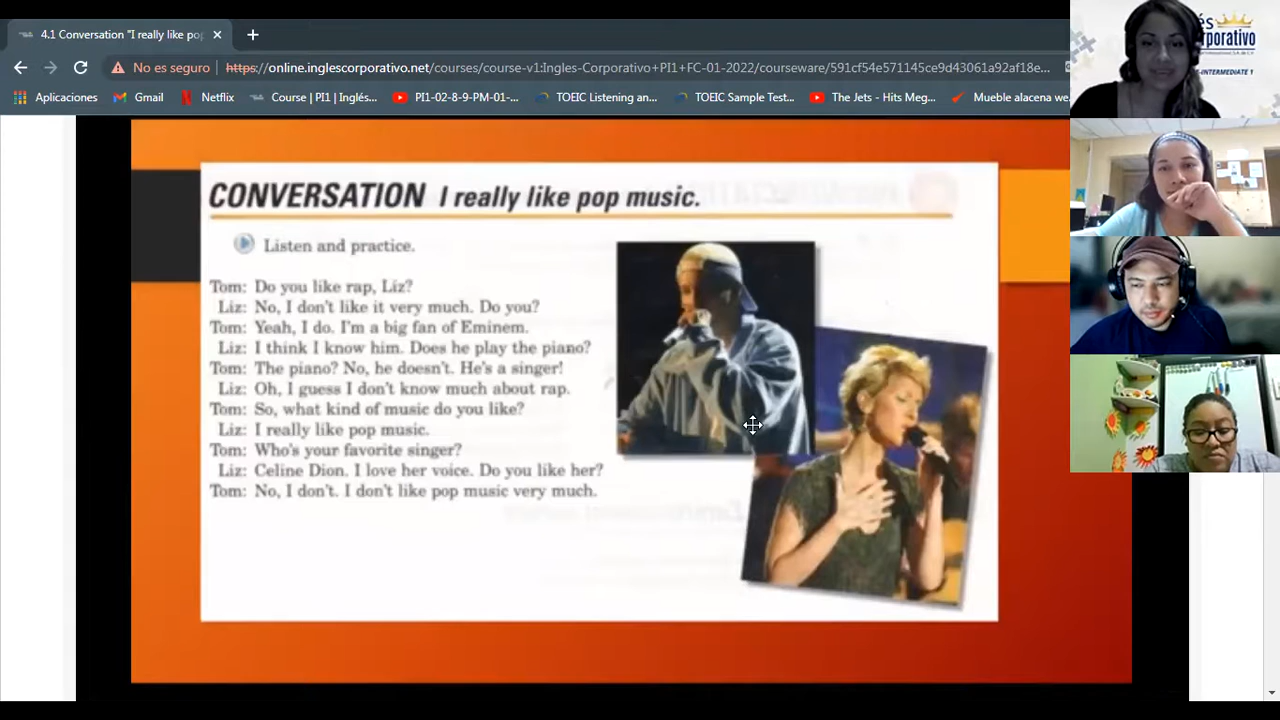 4.1 Conversation "I really like pop
No es seguro
https://online.inglescorporativo.net/courses/course-v1:Ingles-Corporativo+PI1+FC-01-2022/courseware/591cf54e571145ce9d43061a92af18e...
Aplicaciones
Gmail
Netflix
Course | PI1 | Inglés...
PI1-02-8-9-PM-01-...
TOEIC Listening an...
TOEIC Sample Test...
The Jets - Hits Meg...
Mueble alacena we
CONVERSATION I really like pop music.
Listen and practice.
Tom: Do you like rap, Liz?
Liz: No, I don't like it very much. Do you?
Tom: Yeah, I do. I'm a big fan of Eminem.
Liz: I think I know him. Does he play the piano?
Tom: The piano? No, he doesn't. He's a singer!
Liz: Oh, I guess I don't know much about rap.
Tom: So, what kind of music do you like?
Liz: I really like pop music.
Tom: Who's your favorite singer?
Liz: Celine Dion. I love her voice. Do you like her?
Tom: No, I don't. I don't like pop music very much.
és
rporativo
-INTERMEDIATE 1